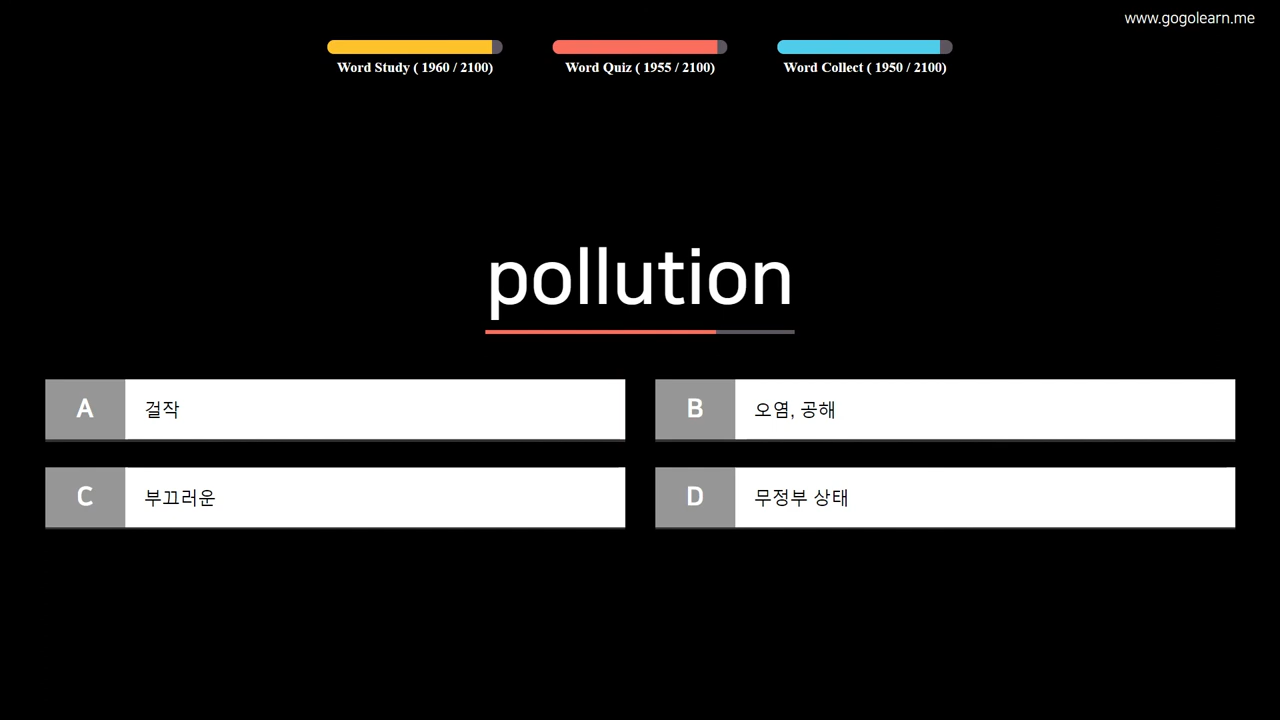 www.gogolearn.me
Word Study ( 1960 / 2100)
Word Quiz ( 1955 / 2100)
Word Collect ( 1950 / 2100)
pollution
A 걸작
B 오염, 공해
C 부끄러운
D 무정부 상태